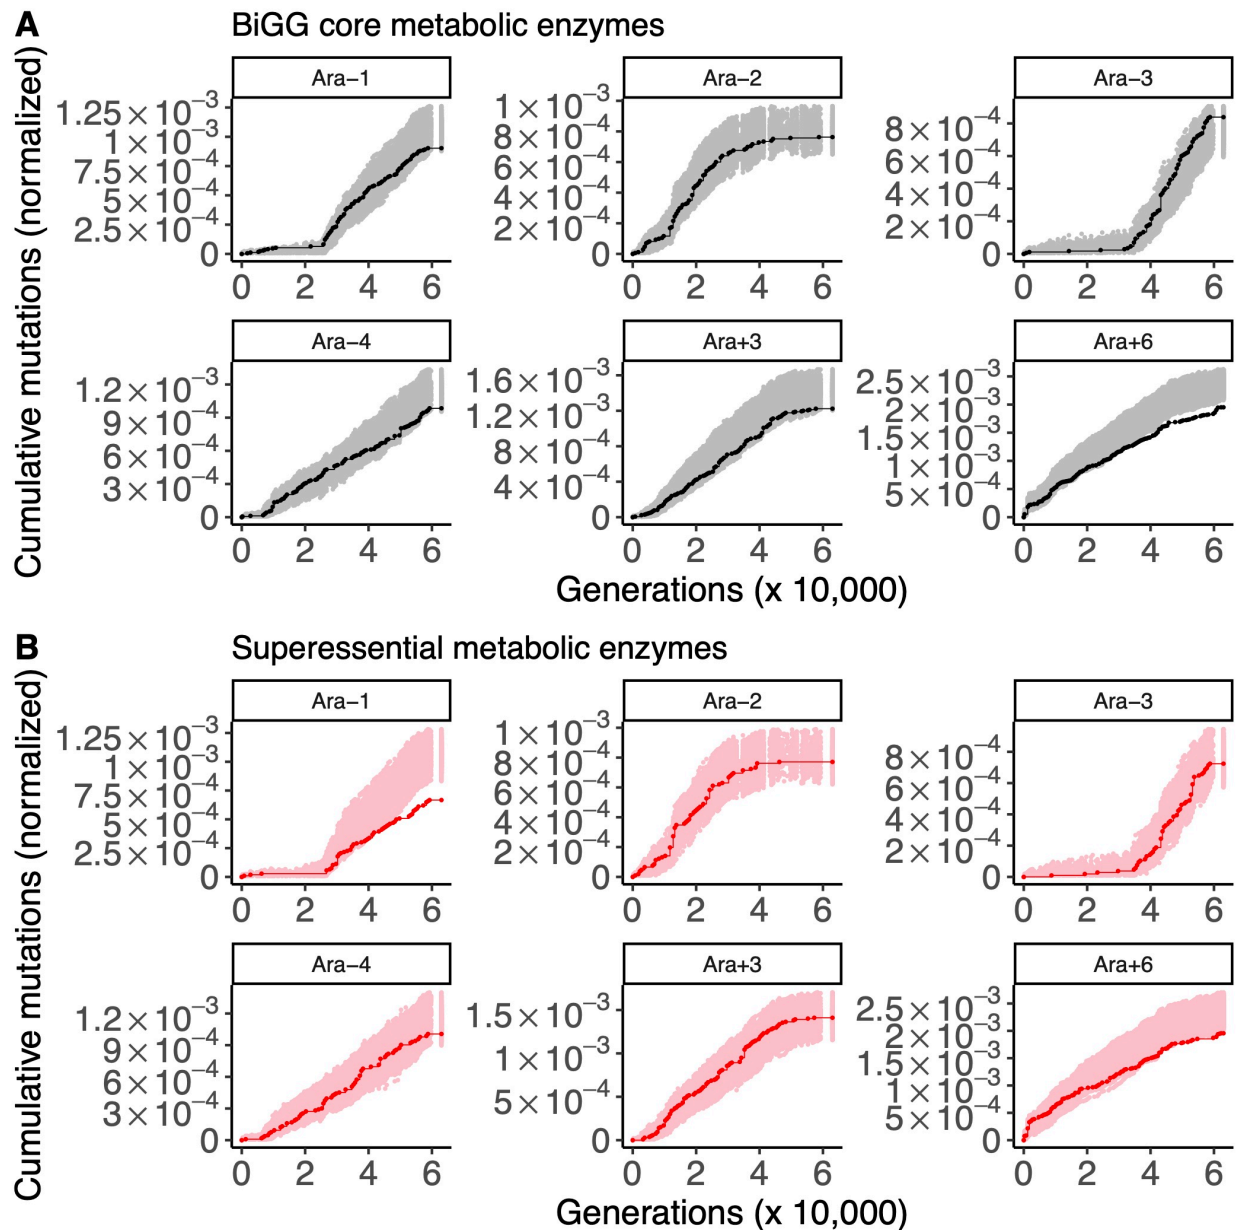 A BiGG core metabolic enzymes
Cumulative mutations (normalized)
Ara−1
1.25×10⁻³
1×10⁻³
7.5×10⁻⁴
5×10⁻⁴
2.5×10⁻⁴
0
0 2 4 6
Ara−2
1×10⁻³
8×10⁻⁴
6×10⁻⁴
4×10⁻⁴
2×10⁻⁴
0
0 2 4 6
Ara−3
8×10⁻⁴
6×10⁻⁴
4×10⁻⁴
2×10⁻⁴
0
0 2 4 6
Ara−4
1.2×10⁻³
9×10⁻⁴
6×10⁻⁴
3×10⁻⁴
0
0 2 4 6
Ara+3
1.6×10⁻³
1.2×10⁻³
8×10⁻⁴
4×10⁻⁴
0
0 2 4 6
Ara+6
2.5×10⁻³
2×10⁻³
1.5×10⁻³
1×10⁻³
5×10⁻⁴
0
0 2 4 6
Generations (x 10,000)
B Superessential metabolic enzymes
Cumulative mutations (normalized)
Ara−1
1.25×10⁻³
1×10⁻³
7.5×10⁻⁴
5×10⁻⁴
2.5×10⁻⁴
0
0 2 4 6
Ara−2
1×10⁻³
8×10⁻⁴
6×10⁻⁴
4×10⁻⁴
2×10⁻⁴
0
0 2 4 6
Ara−3
8×10⁻⁴
6×10⁻⁴
4×10⁻⁴
2×10⁻⁴
0
0 2 4 6
Ara−4
1.2×10⁻³
9×10⁻⁴
6×10⁻⁴
3×10⁻⁴
0
0 2 4 6
Ara+3
1.5×10⁻³
1×10⁻³
5×10⁻⁴
0
0 2 4 6
Ara+6
2.5×10⁻³
2×10⁻³
1.5×10⁻³
1×10⁻³
5×10⁻⁴
0
0 2 4 6
Generations (x 10,000)